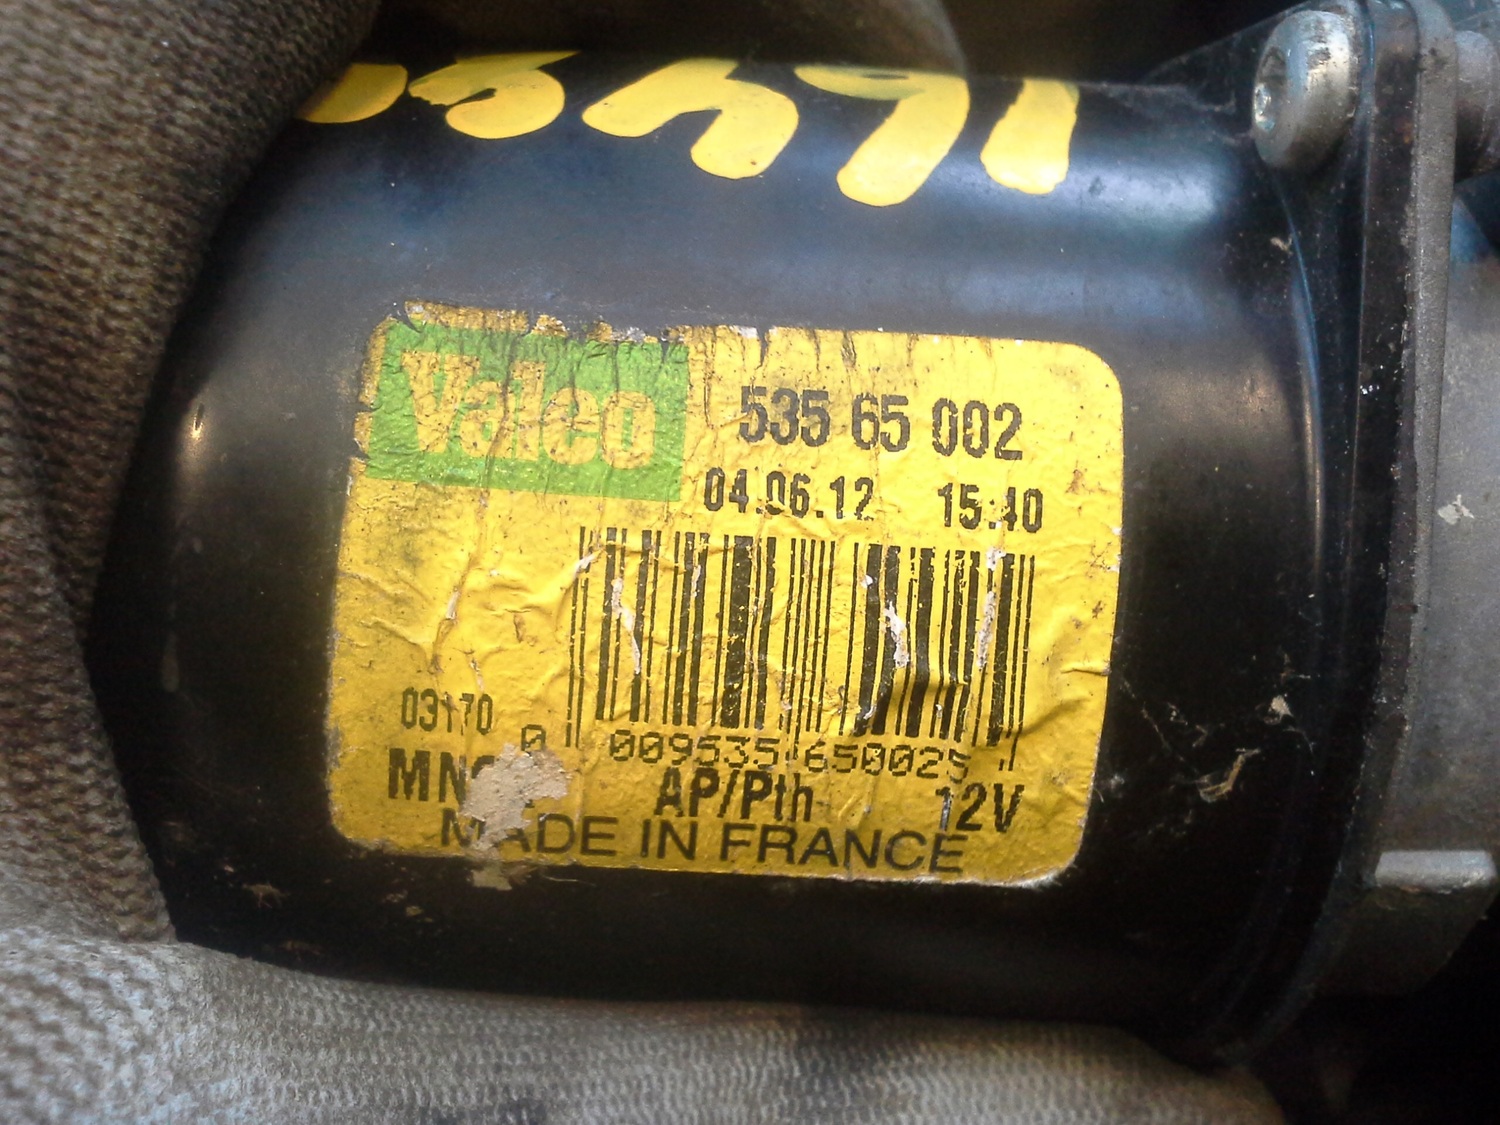 Valeo
535 65 002
04.06.12 15:40
03170
0 009535 650025
AP/Pth 12V
MADE IN FRANCE